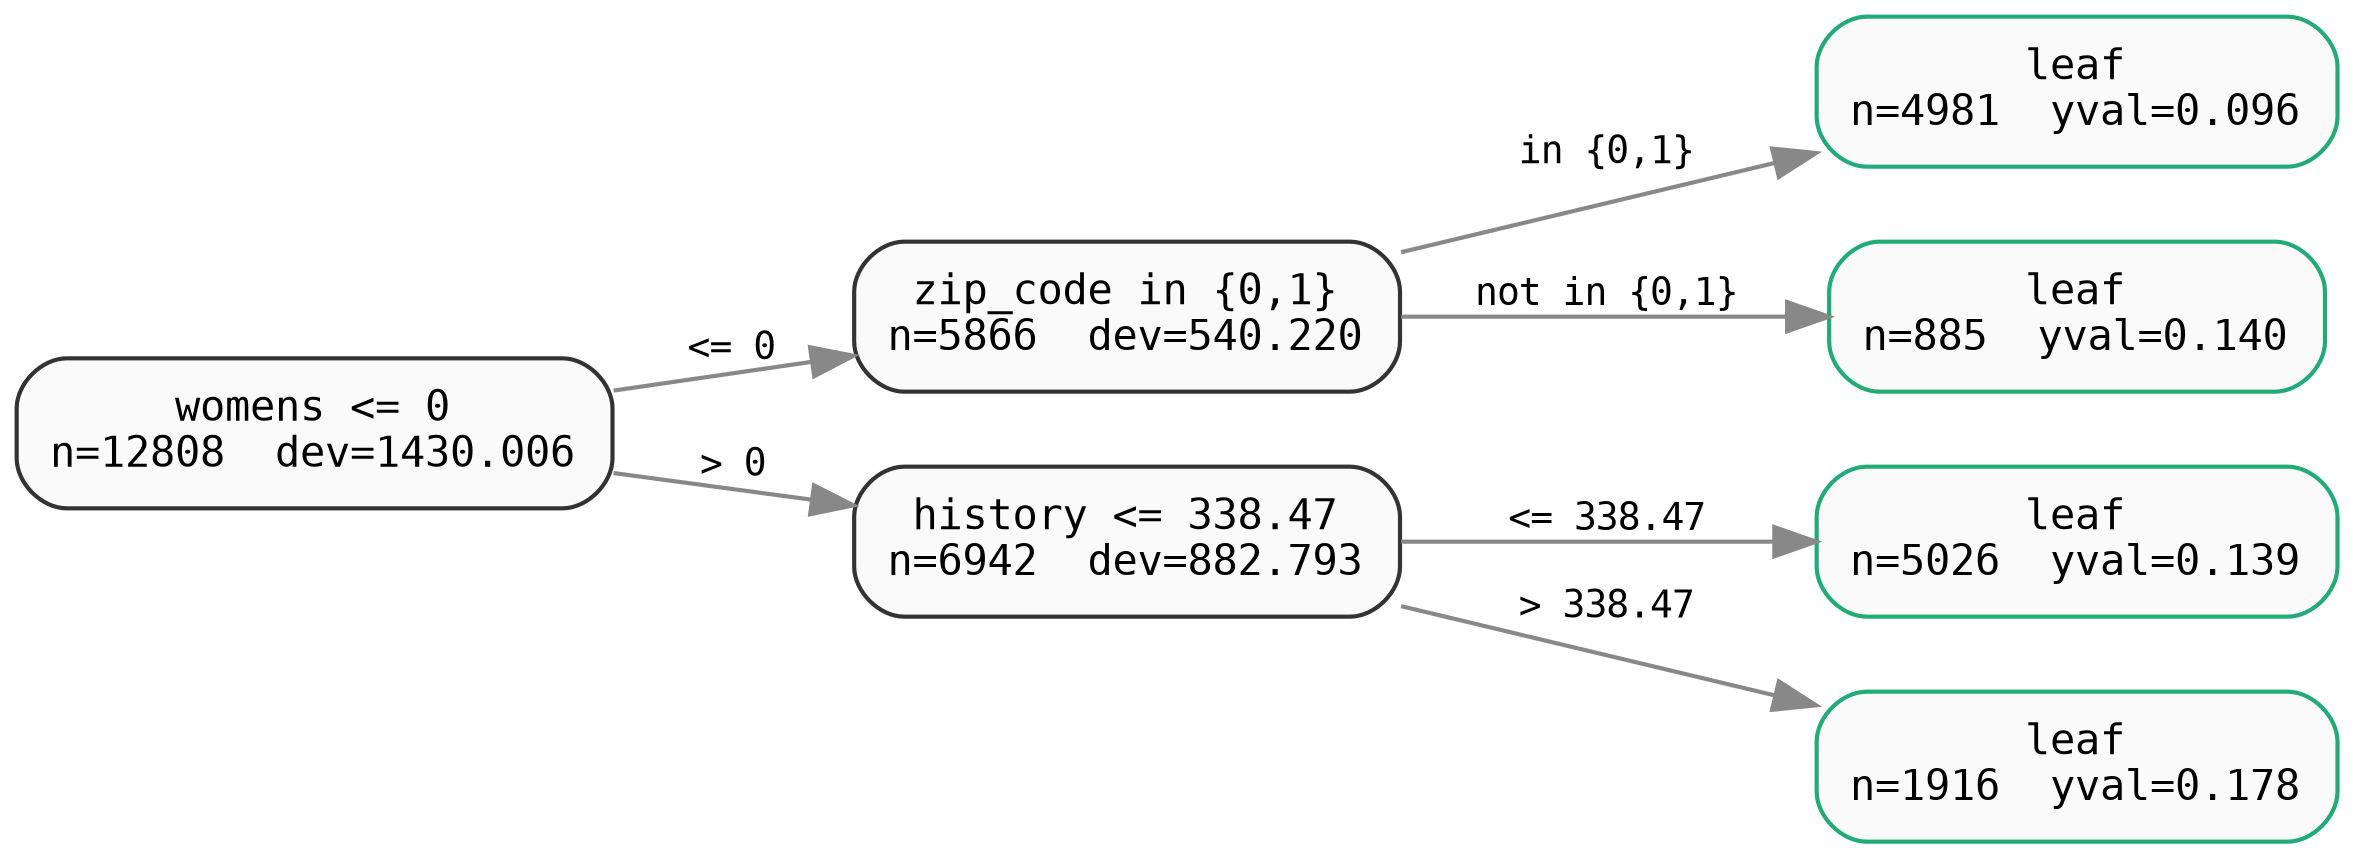 womens <= 0
n=12808  dev=1430.006
<= 0
> 0
zip_code in {0,1}
n=5866  dev=540.220
history <= 338.47
n=6942  dev=882.793
in {0,1}
not in {0,1}
<= 338.47
> 338.47
leaf
n=4981  yval=0.096
leaf
n=885  yval=0.140
leaf
n=5026  yval=0.139
leaf
n=1916  yval=0.178